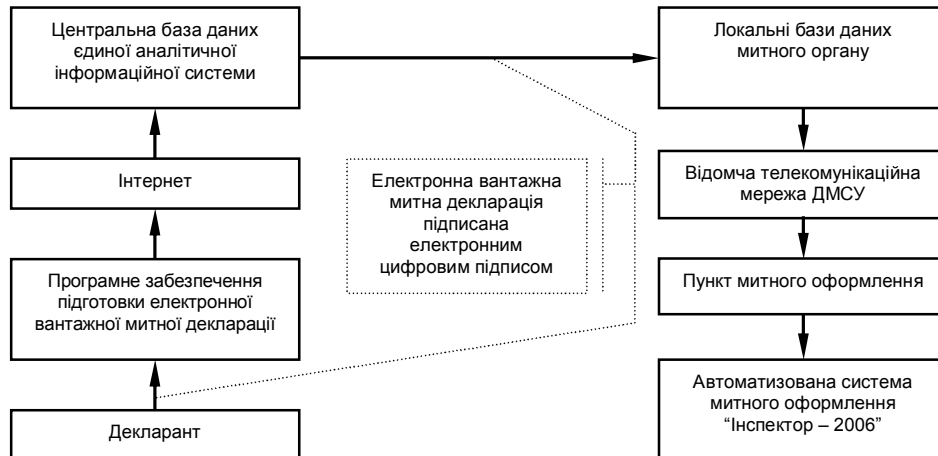 Центральна база даних
єдиної аналітичної
інформаційної системи
Локальні бази даних
митного органу
Інтернет
Електронна вантажна
митна декларація
підписана
електронним
цифровим підписом
Відомча телекомунікаційна
мережа ДМСУ
Програмне забезпечення
підготовки електронної
вантажної митної декларації
Пункт митного оформлення
Декларант
Автоматизована система
митного оформлення
“Інспектор – 2006”